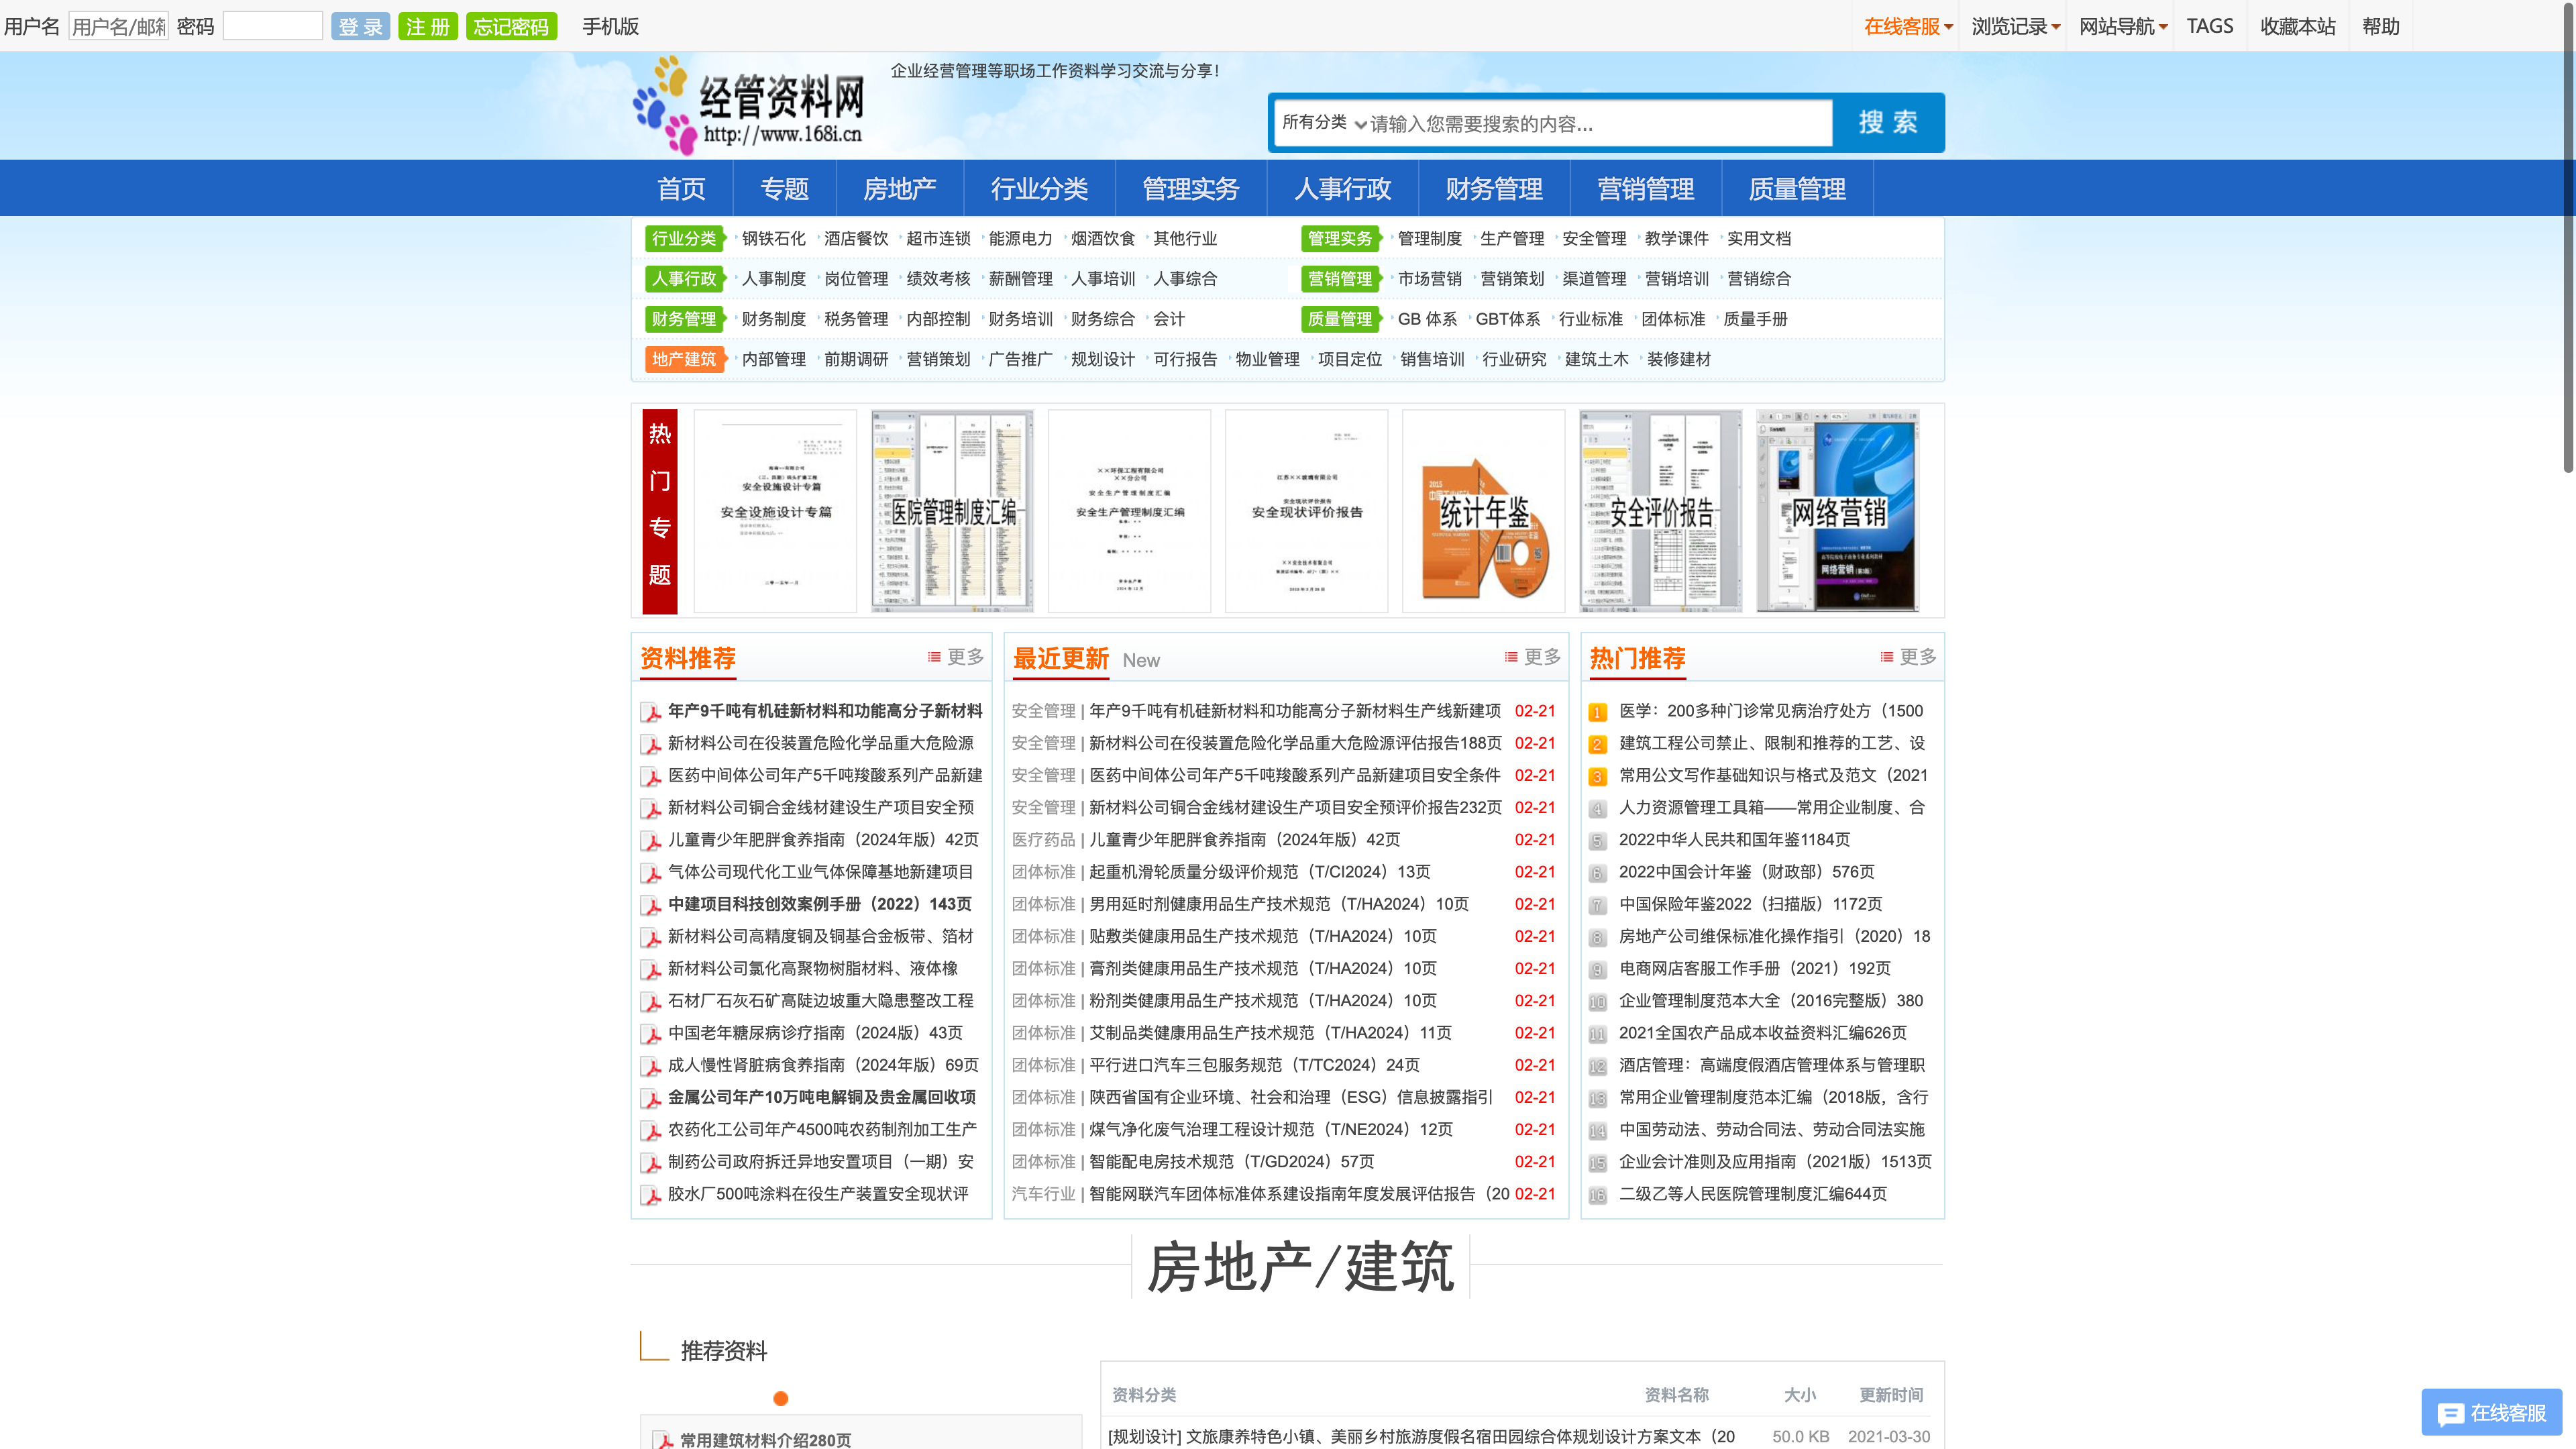 用户名 用户名/邮箱 密码 登 录 注 册 忘记密码 手机版 在线客服 浏览记录 网站导航 TAGS 收藏本站 帮助
经管资料网
http://www.168i.cn
企业经营管理等职场工作资料学习交流与分享！
所有分类 请输入您需要搜索的内容... 搜 索
首页 专题 房地产 行业分类 管理实务 人事行政 财务管理 营销管理 质量管理
行业分类 钢铁石化 酒店餐饮 超市连锁 能源电力 烟酒饮食 其他行业 管理实务 管理制度 生产管理 安全管理 教学课件 实用文档
人事行政 人事制度 岗位管理 绩效考核 薪酬管理 人事培训 人事综合 营销管理 市场营销 营销策划 渠道管理 营销培训 营销综合
财务管理 财务制度 税务管理 内部控制 财务培训 财务综合 会计 质量管理 GB 体系 GBT体系 行业标准 团体标准 质量手册
地产建筑 内部管理 前期调研 营销策划 广告推广 规划设计 可行报告 物业管理 项目定位 销售培训 行业研究 建筑土木 装修建材
热门专题
安全设施设计专篇
安全设施设计专篇
医院管理制度汇编
××环保工程有限公司
××分公司
安全生产管理制度汇编
安全生产管理制度汇编
江苏××玻璃有限公司
安全现状评价报告
安全现状评价报告
2015
统计年鉴
安全评价报告
网络营销
网络营销
资料推荐 更多
年产9千吨有机硅新材料和功能高分子新材料
新材料公司在役装置危险化学品重大危险源
医药中间体公司年产5千吨羧酸系列产品新建
新材料公司铜合金线材建设生产项目安全预
儿童青少年肥胖食养指南（2024年版）42页
气体公司现代化工业气体保障基地新建项目
中建项目科技创效案例手册（2022）143页
新材料公司高精度铜及铜基合金板带、箔材
新材料公司氯化高聚物树脂材料、液体橡
石材厂石灰石矿高陡边坡重大隐患整改工程
中国老年糖尿病诊疗指南（2024版）43页
成人慢性肾脏病食养指南（2024年版）69页
金属公司年产10万吨电解铜及贵金属回收项
农药化工公司年产4500吨农药制剂加工生产
制药公司政府拆迁异地安置项目（一期）安
胶水厂500吨涂料在役生产装置安全现状评
最近更新 New 更多
安全管理 | 年产9千吨有机硅新材料和功能高分子新材料生产线新建项 02-21
安全管理 | 新材料公司在役装置危险化学品重大危险源评估报告188页 02-21
安全管理 | 医药中间体公司年产5千吨羧酸系列产品新建项目安全条件 02-21
安全管理 | 新材料公司铜合金线材建设生产项目安全预评价报告232页 02-21
医疗药品 | 儿童青少年肥胖食养指南（2024年版）42页 02-21
团体标准 | 起重机滑轮质量分级评价规范（T/CI2024）13页 02-21
团体标准 | 男用延时剂健康用品生产技术规范（T/HA2024）10页 02-21
团体标准 | 贴敷类健康用品生产技术规范（T/HA2024）10页 02-21
团体标准 | 膏剂类健康用品生产技术规范（T/HA2024）10页 02-21
团体标准 | 粉剂类健康用品生产技术规范（T/HA2024）10页 02-21
团体标准 | 艾制品类健康用品生产技术规范（T/HA2024）11页 02-21
团体标准 | 平行进口汽车三包服务规范（T/TC2024）24页 02-21
团体标准 | 陕西省国有企业环境、社会和治理（ESG）信息披露指引 02-21
团体标准 | 煤气净化废气治理工程设计规范（T/NE2024）12页 02-21
团体标准 | 智能配电房技术规范（T/GD2024）57页 02-21
汽车行业 | 智能网联汽车团体标准体系建设指南年度发展评估报告（20 02-21
热门推荐 更多
1 医学：200多种门诊常见病治疗处方（1500
2 建筑工程公司禁止、限制和推荐的工艺、设
3 常用公文写作基础知识与格式及范文（2021
4 人力资源管理工具箱——常用企业制度、合
5 2022中华人民共和国年鉴1184页
6 2022中国会计年鉴（财政部）576页
7 中国保险年鉴2022（扫描版）1172页
8 房地产公司维保标准化操作指引（2020）18
9 电商网店客服工作手册（2021）192页
10 企业管理制度范本大全（2016完整版）380
11 2021全国农产品成本收益资料汇编626页
12 酒店管理：高端度假酒店管理体系与管理职
13 常用企业管理制度范本汇编（2018版，含行
14 中国劳动法、劳动合同法、劳动合同法实施
15 企业会计准则及应用指南（2021版）1513页
16 二级乙等人民医院管理制度汇编644页
房地产/建筑
推荐资料
常用建筑材料介绍280页
资料分类 资料名称 大小 更新时间
[规划设计] 文旅康养特色小镇、美丽乡村旅游度假名宿田园综合体规划设计方案文本（20 50.0 KB 2021-03-30
在线客服